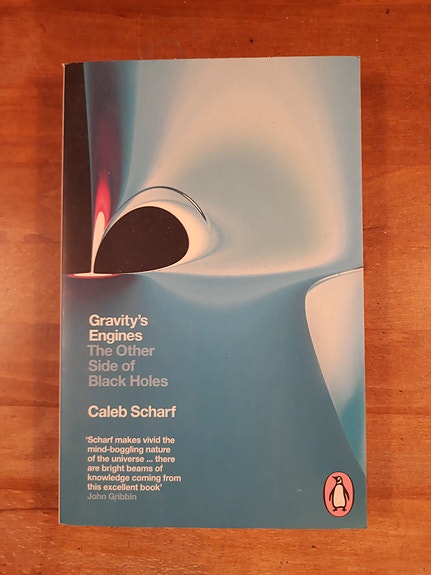 Gravity's
Engines
The Other
Side of
Black Holes
Caleb Scharf
'Scharf makes vivid the
mind-boggling nature
of the universe ... there
are bright beams of
knowledge coming from
this excellent book'
John Gribbin